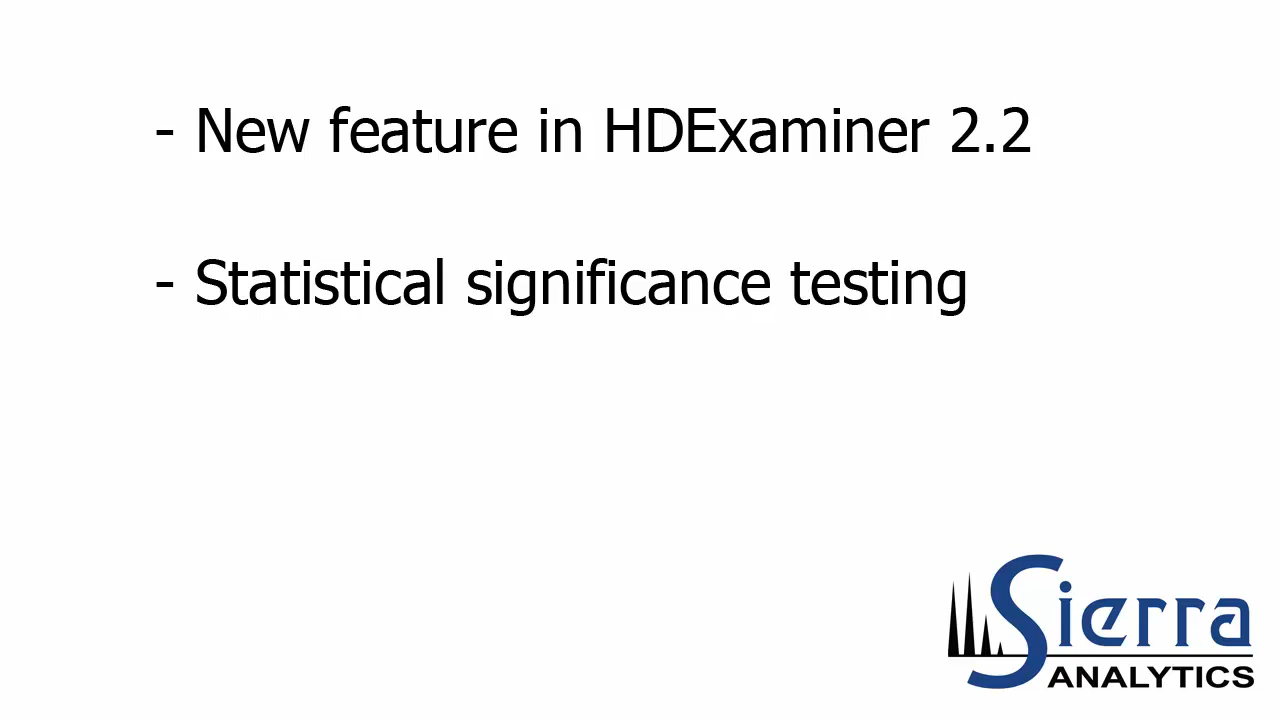 - New feature in HDExaminer 2.2
- Statistical significance testing
Sierra
ANALYTICS